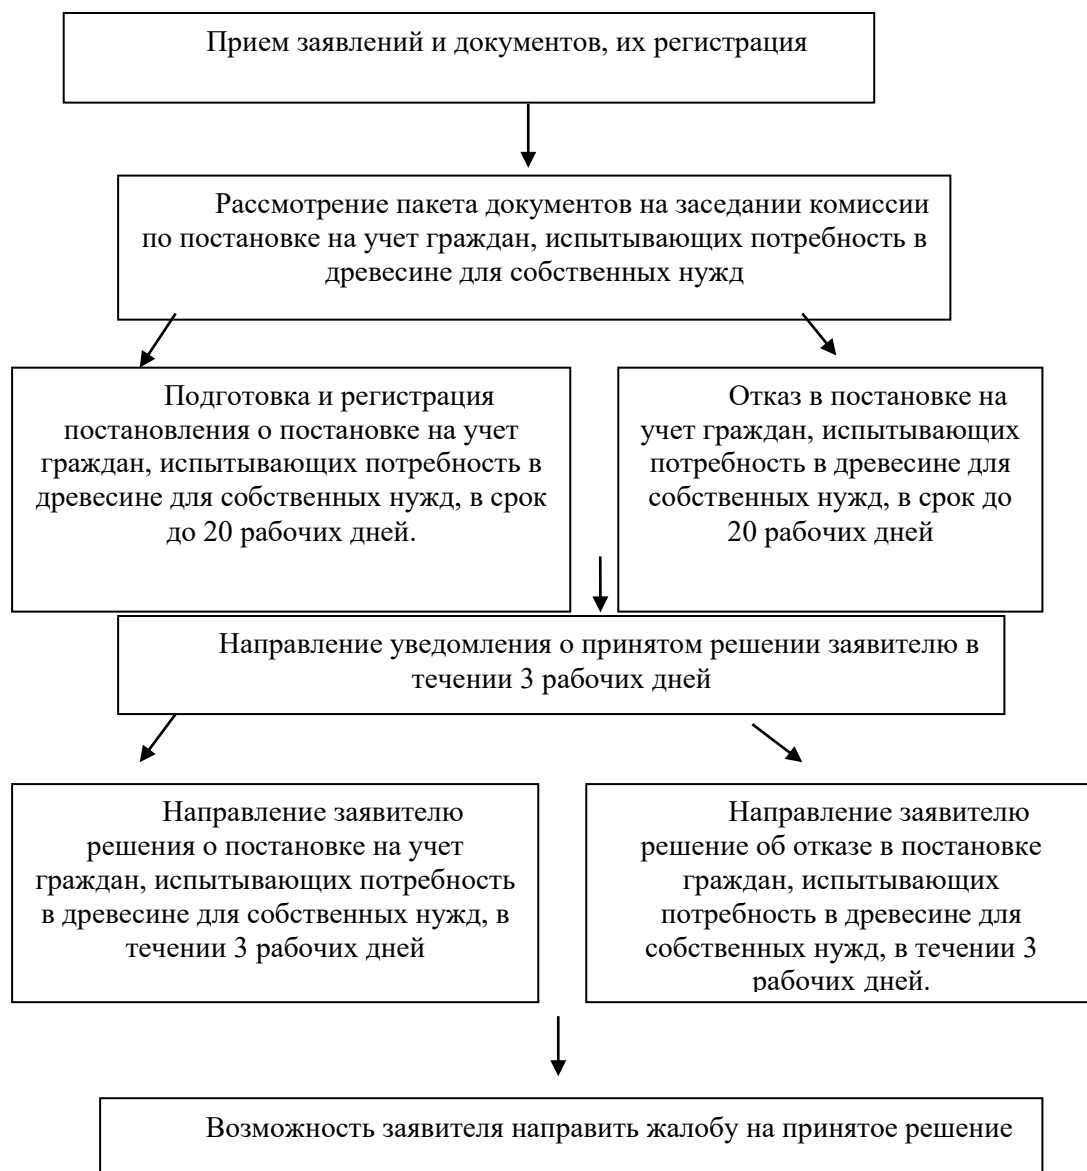 Прием заявлений и документов, их регистрация
Рассмотрение пакета документов на заседании комиссии
по постановке на учет граждан, испытывающих потребность в
древесине для собственных нужд
Подготовка и регистрация
постановления о постановке на учет
граждан, испытывающих потребность в
древесине для собственных нужд, в срок
до 20 рабочих дней.
Отказ в постановке на
учет граждан, испытывающих
потребность в древесине для
собственных нужд, в срок до
20 рабочих дней
Направление уведомления о принятом решении заявителю в
течении 3 рабочих дней
Направление заявителю
решения о постановке на учет
граждан, испытывающих потребность
в древесине для собственных нужд, в
течении 3 рабочих дней
Направление заявителю
решение об отказе в постановке
граждан, испытывающих
потребность в древесине для
собственных нужд, в течении 3
рабочих дней.
Возможность заявителя направить жалобу на принятое решение